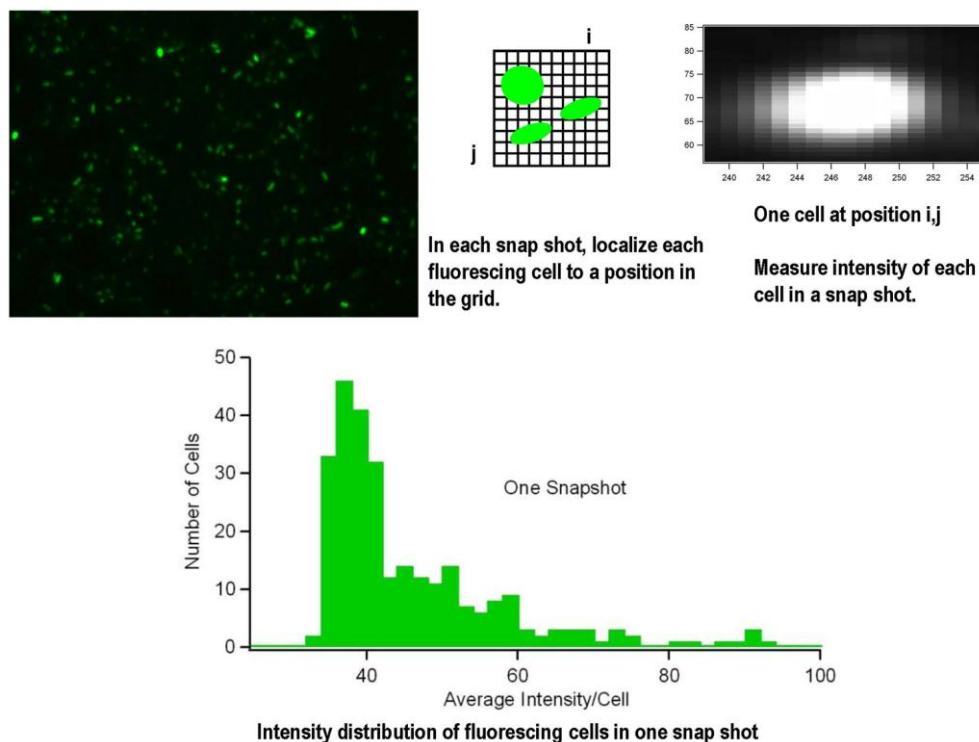 i
j
In each snap shot, localize each
fluorescing cell to a position in
the grid.
85
80
75
70
65
60
240 242 244 246 248 250 252 254
One cell at position i,j
Measure intensity of each
cell in a snap shot.
50
40
30
20
10
0
Number of Cells
One Snapshot
40 60 80 100
Average Intensity/Cell
Intensity distribution of fluorescing cells in one snap shot